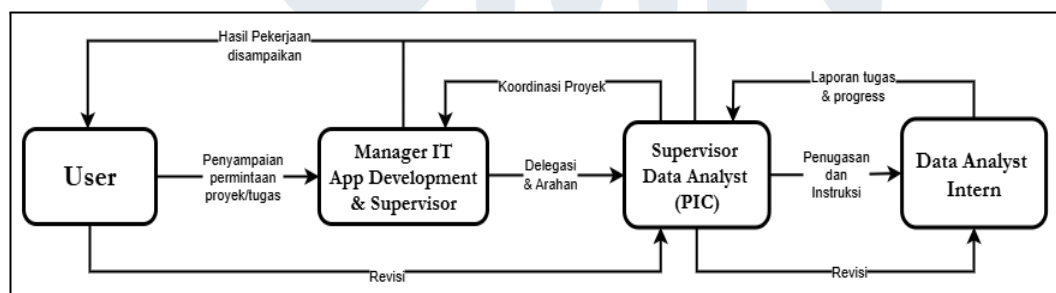 Hasil Pekerjaan
disampaikan
Koordinasi Proyek
Laporan tugas
& progress
User
Penyampaian
permintaan
proyek/tugas
Manager IT
App Development
& Supervisor
Delegasi
& Arahan
Supervisor
Data Analyst
(PIC)
Penugasan
dan
Instruksi
Data Analyst
Intern
Revisi
Revisi